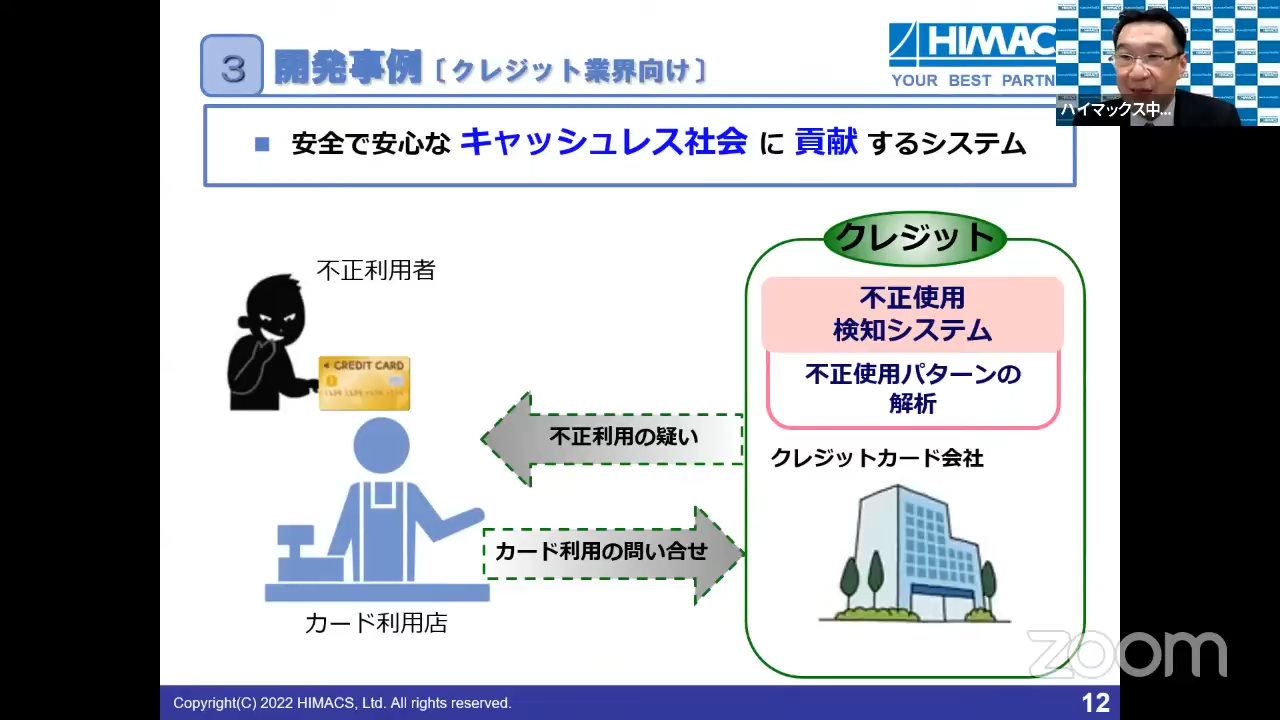 3 開発事例 [クレジット業界向け]
HIMAC
YOUR BEST PARTN
ハイマックス中...
■ 安全で安心な キャッシュレス社会 に 貢献 するシステム
クレジット
不正利用者
不正使用
検知システム
CREDIT CARD
不正使用パターンの
解析
不正利用の疑い
クレジットカード会社
カード利用の問い合せ
カード利用店
zoom
Copyright(C) 2022 HIMACS, Ltd. All rights reserved.
12